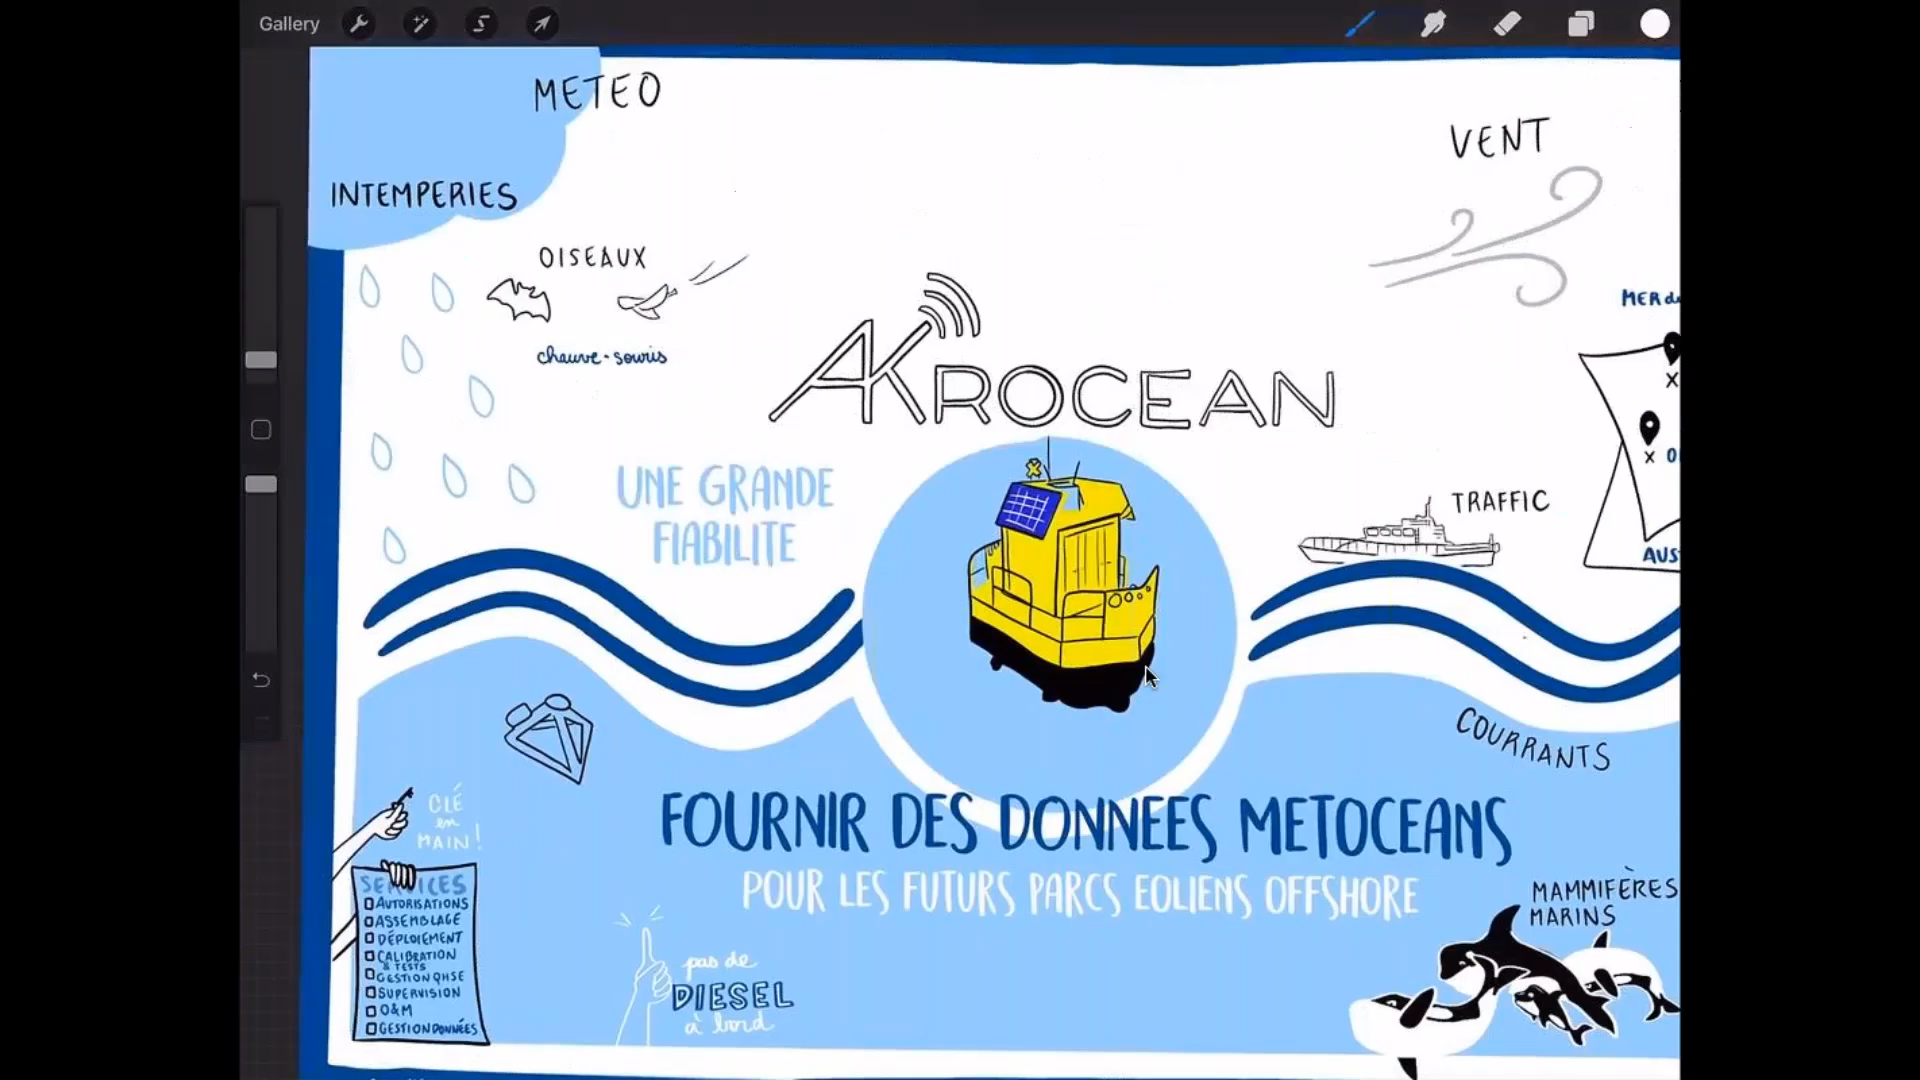 Gallery
METEO
VENT
INTEMPERIES
OISEAUX
chauve-souris
AKROCEAN
UNE GRANDE
FIABILITE
TRAFFIC
COURRANTS
CLÉ
en
MAIN!
SERVICES
AUTORISATIONS
ASSEMBLAGE
DÉPLOIEMENT
CALIBRATION
& TESTS
GESTION QHSE
SUPERVISION
O&M
GESTION DONNÉES
FOURNIR DES DONNEES METOCEANS
POUR LES FUTURS PARCS EOLIENS OFFSHORE
pas de
DIESEL
à bord
MAMMIFÈRES
MARINS